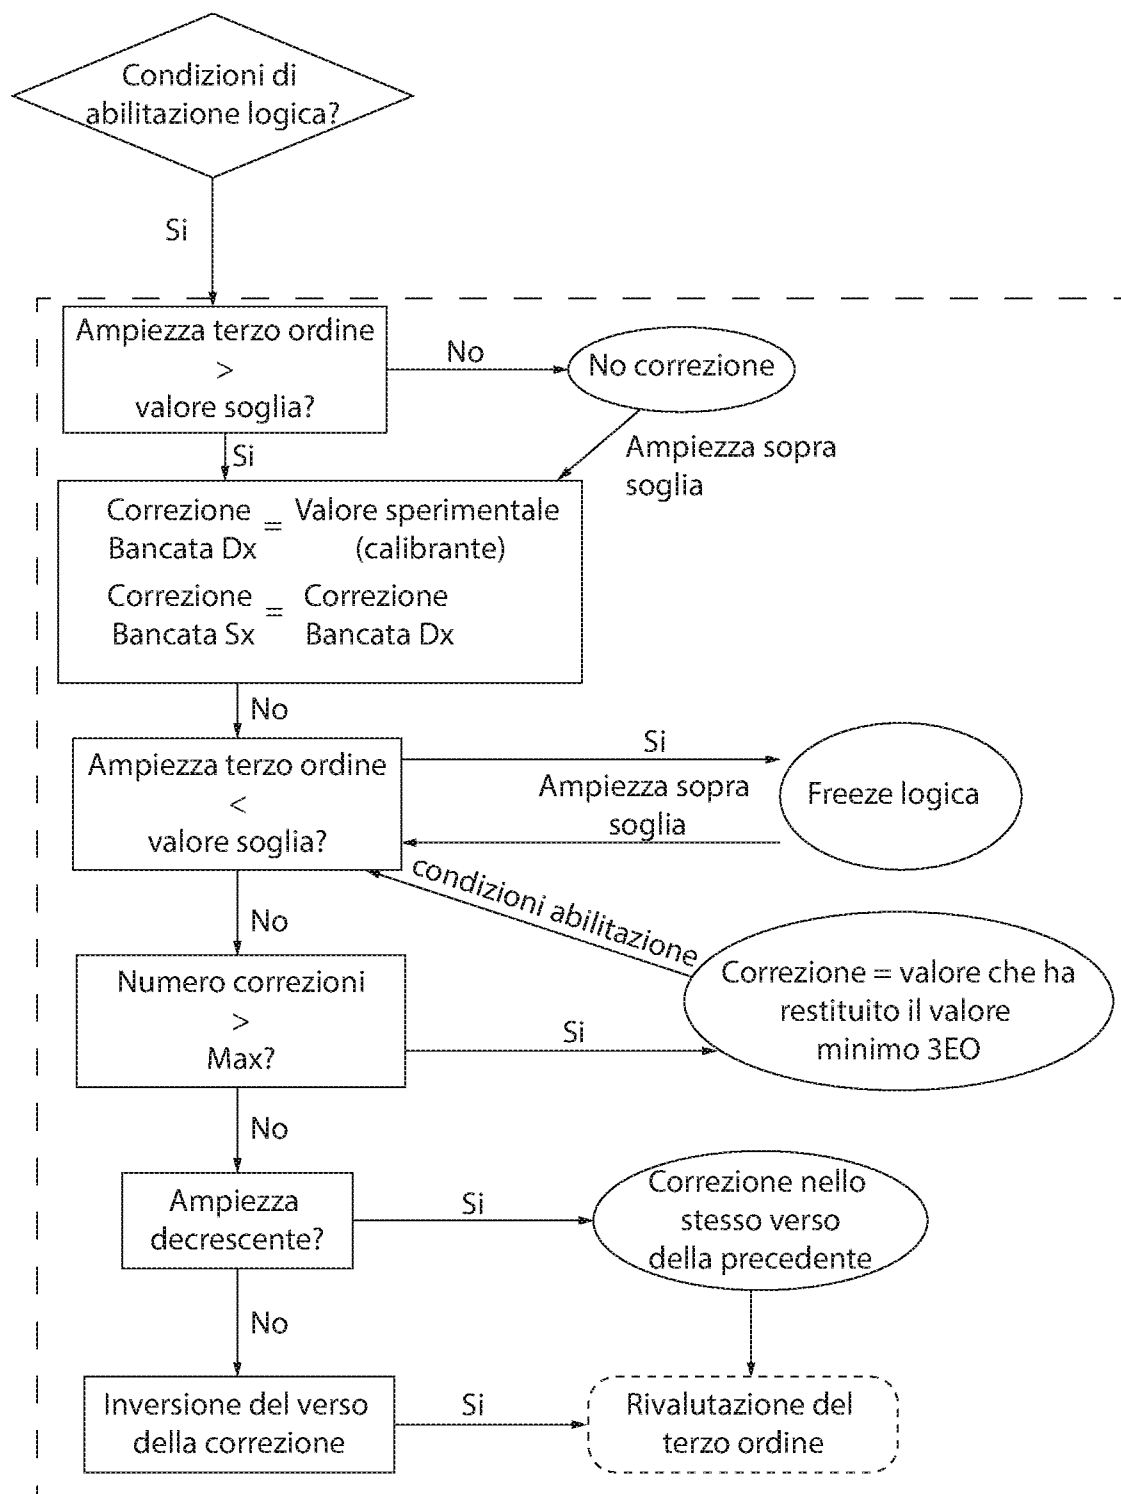 Condizioni di
abilitazione logica?
Si
Ampiezza terzo ordine
>
valore soglia?
No
No correzione
Si
Ampiezza sopra
soglia
Correzione
Bancata Dx
=
Valore sperimentale
(calibrante)
Correzione
Bancata Sx
=
Correzione
Bancata Dx
No
Ampiezza terzo ordine
<
valore soglia?
Si
Ampiezza sopra
soglia
Freeze logica
condizioni abilitazione
No
Numero correzioni
>
Max?
Si
Correzione = valore che ha
restituito il valore
minimo 3EO
No
Ampiezza
decrescente?
Si
Correzione nello
stesso verso
della precedente
No
Inversione del verso
della correzione
Si
Rivalutazione del
terzo ordine